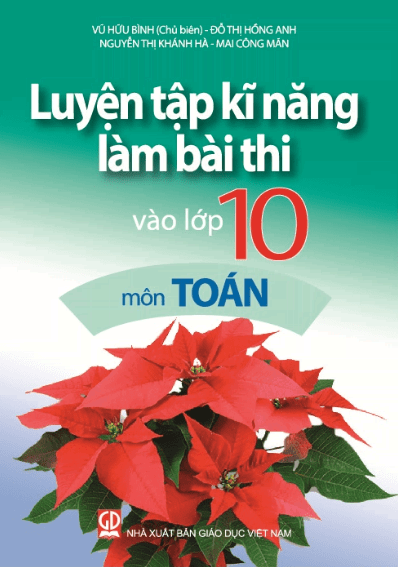 VŨ HỮU BÌNH (Chủ biên) - ĐỖ THỊ HỒNG ANH
NGUYỄN THỊ KHÁNH HÀ - MAI CÔNG MÃN
Luyện tập kĩ năng
làm bài thi
vào lớp 10
môn TOÁN
GD
NHÀ XUẤT BẢN GIÁO DỤC VIỆT NAM